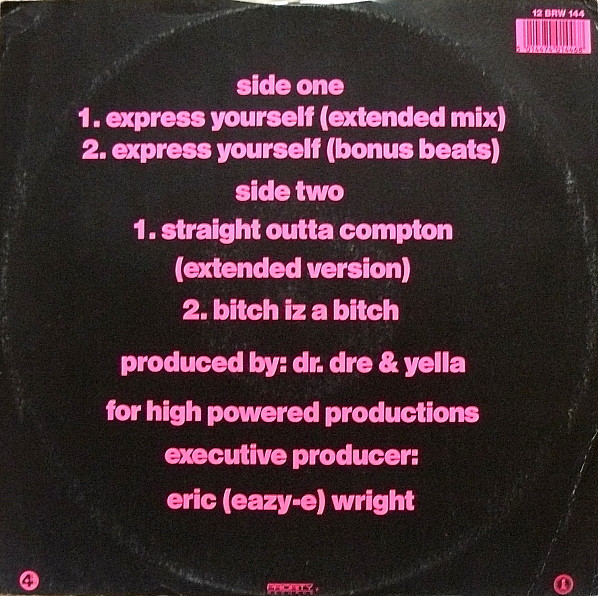 12 BRW 144
side one
1. express yourself (extended mix)
2. express yourself (bonus beats)
side two
1. straight outta compton
(extended version)
2. bitch iz a bitch
produced by: dr. dre & yella
for high powered productions
executive producer:
eric (eazy-e) wright
4